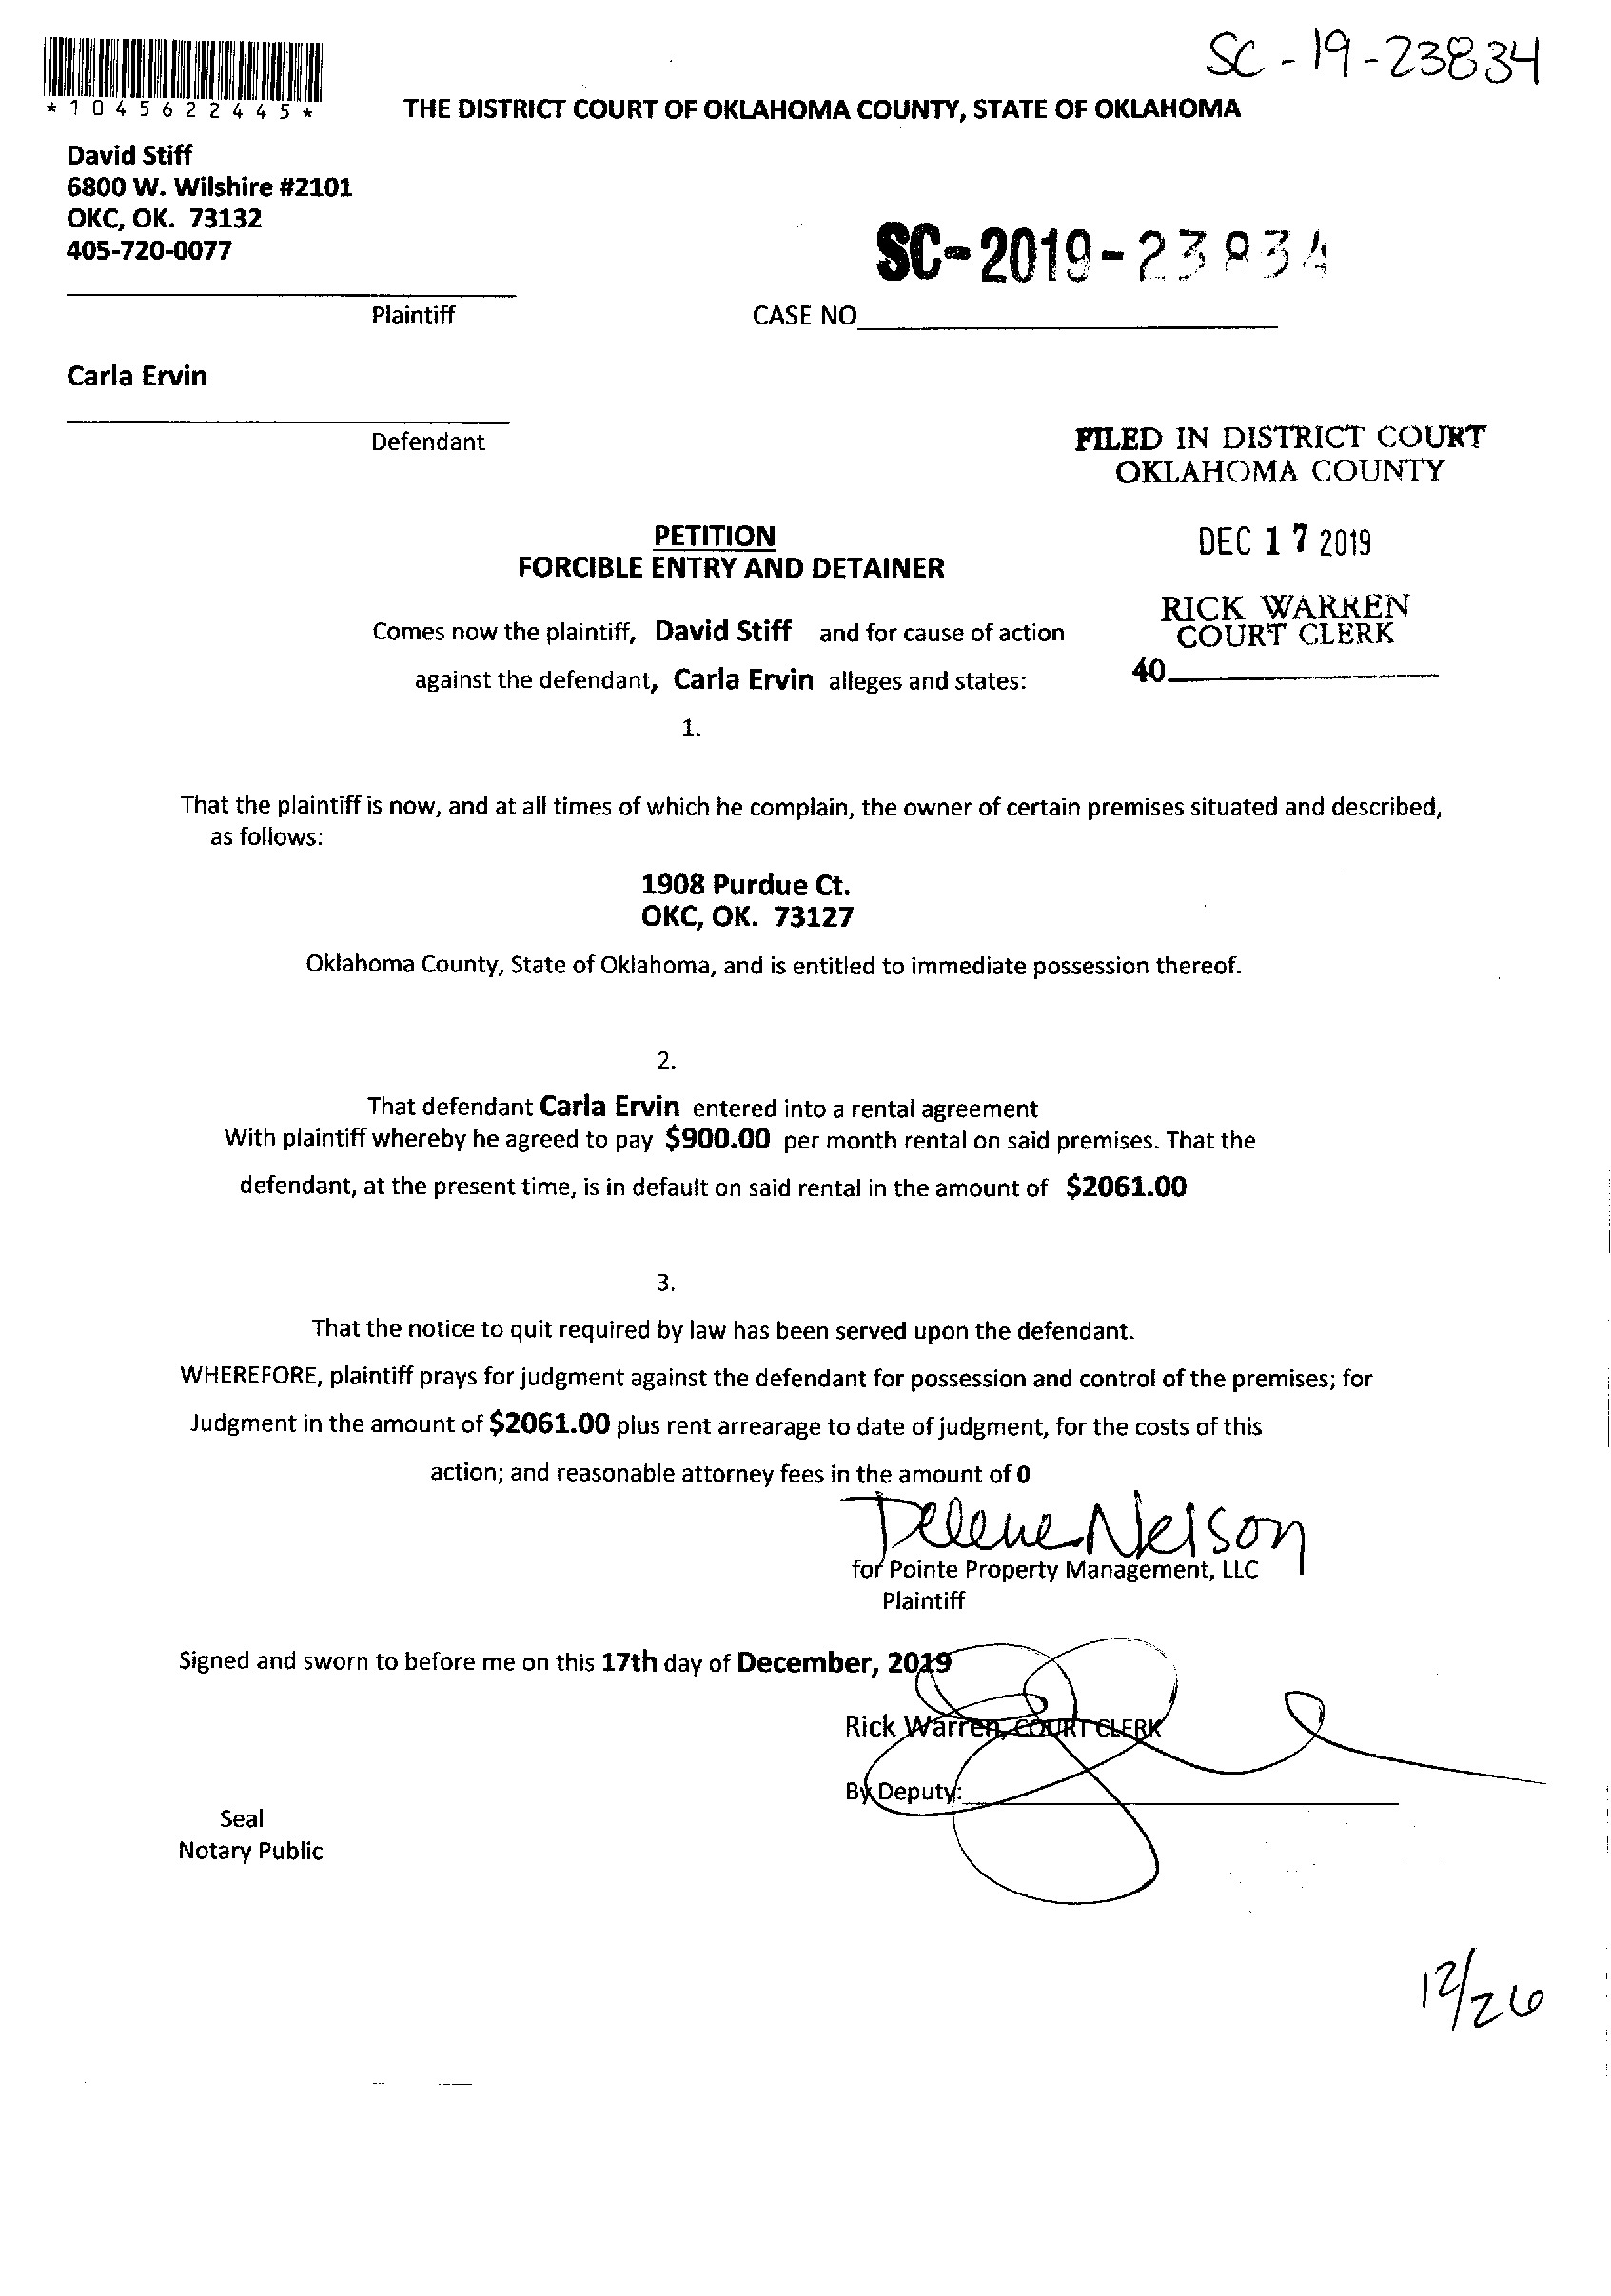 SC-19-23834
*1045622445*
THE DISTRICT COURT OF OKLAHOMA COUNTY, STATE OF OKLAHOMA
David Stiff
6800 W. Wilshire #2101
OKC, OK. 73132
405-720-0077
SC-2019-23834
Plaintiff
CASE NO
Carla Ervin
Defendant
FILED IN DISTRICT COURT
OKLAHOMA COUNTY
DEC 17 2019
RICK WARREN
COURT CLERK
40
PETITION
FORCIBLE ENTRY AND DETAINER
Comes now the plaintiff, David Stiff and for cause of action
against the defendant, Carla Ervin alleges and states:
1.
That the plaintiff is now, and at all times of which he complain, the owner of certain premises situated and described,
as follows:
1908 Purdue Ct.
OKC, OK. 73127
Oklahoma County, State of Oklahoma, and is entitled to immediate possession thereof.
2.
That defendant Carla Ervin entered into a rental agreement
With plaintiff whereby he agreed to pay $900.00 per month rental on said premises. That the
defendant, at the present time, is in default on said rental in the amount of $2061.00
3.
That the notice to quit required by law has been served upon the defendant.
WHEREFORE, plaintiff prays for judgment against the defendant for possession and control of the premises; for
Judgment in the amount of $2061.00 plus rent arrearage to date of judgment, for the costs of this
action; and reasonable attorney fees in the amount of 0
Delene Nelson
for Pointe Property Management, LLC
Plaintiff
Signed and sworn to before me on this 17th day of December, 2019
Rick Warren, COURT CLERK
By Deputy:
Seal
Notary Public
12/26